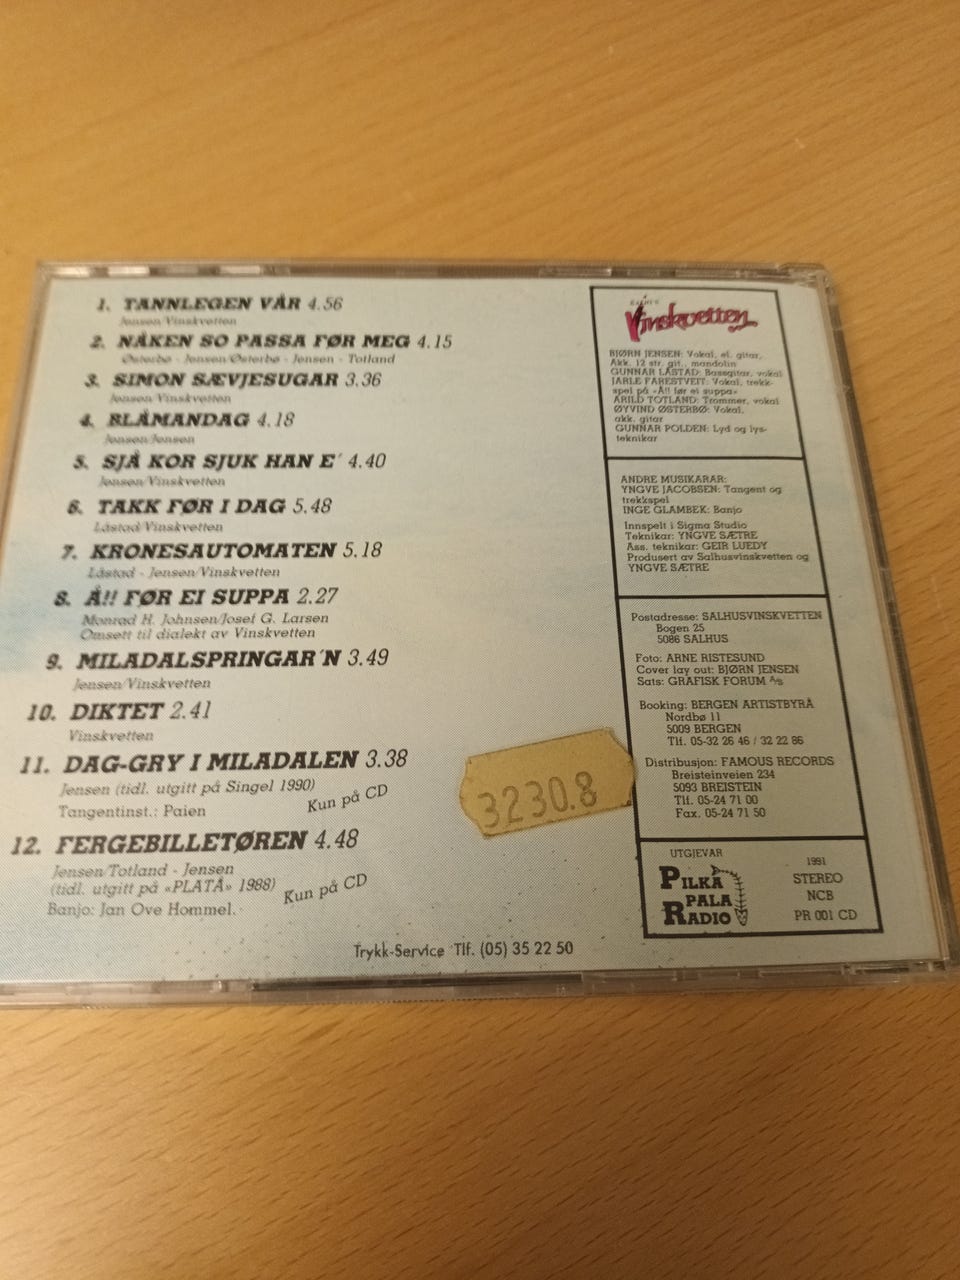 1. TANNLEGEN VÅR 4.56
Jensen/Vinskvetten
2. NÅKEN SO PASSA FØR MEG 4.15
Østerbø - Jensen/Østerbø - Jensen - Totland
3. SIMON SÆVJESUGAR 3.36
Jensen/Vinskvetten
4. BLÅMANDAG 4.18
Jensen/Jensen
5. SJÅ KOR SJUK HAN E´ 4.40
Jensen/Vinskvetten
6. TAKK FØR I DAG 5.48
Låstad/Vinskvetten
7. KRONESAUTOMATEN 5.18
Låstad - Jensen/Vinskvetten
8. Å!! FØR EI SUPPA 2.27
Monrad H. Johnsen/Josef G. Larsen
Omsett til dialekt av Vinskvetten
9. MILADALSPRINGAR´N 3.49
Jensen/Vinskvetten
10. DIKTET 2.41
Vinskvetten
11. DAG-GRY I MILADALEN 3.38
Jensen (tidl. utgitt på Singel 1990)
Tangentinst.: Paien
Kun på CD
12. FERGEBILLETØREN 4.48
Jensen/Totland - Jensen
(tidl. utgitt på «PLATÅ» 1988)
Banjo: Jan Ove Hommel.
Kun på CD
3230.8
Trykk-Service Tlf. (05) 35 22 50
Vinskvetten
BJØRN JENSEN: Vokal, el. gitar,
Akk. 12 str. git., mandolin
GUNNAR LÅSTAD: Bassgitar, vokal
JARLE FARESTVEIT: Vokal, trekk-
spel på «Å!! før ei suppa»
ARILD TOTLAND: Trommer, vokal
ØYVIND ØSTERBØ: Vokal,
akk. gitar
GUNNAR POLDEN: Lyd og lys-
teknikar
ANDRE MUSIKARAR:
YNGVE JACOBSEN: Tangent og
trekkspel
INGE GLAMBEK: Banjo
Innspelt i Sigma Studio
Teknikar: YNGVE SÆTRE
Ass. teknikar: GEIR LUEDY
Produsert av Salhusvinskvetten og
YNGVE SÆTRE
Postadresse: SALHUSVINSKVETTEN
Bogen 25
5086 SALHUS
Foto: ARNE RISTESUND
Cover lay out: BJØRN JENSEN
Sats: GRAFISK FORUM A/S
Booking: BERGEN ARTISTBYRÅ
Nordbø 11
5009 BERGEN
Tlf. 05-32 26 46 / 32 22 86
Distribusjon: FAMOUS RECORDS
Breisteinveien 234
5093 BREISTEIN
Tlf. 05-24 71 00
Fax. 05-24 71 50
UTGJEVAR
PILKA
PALA
RADIO
1991
STEREO
NCB
PR 001 CD